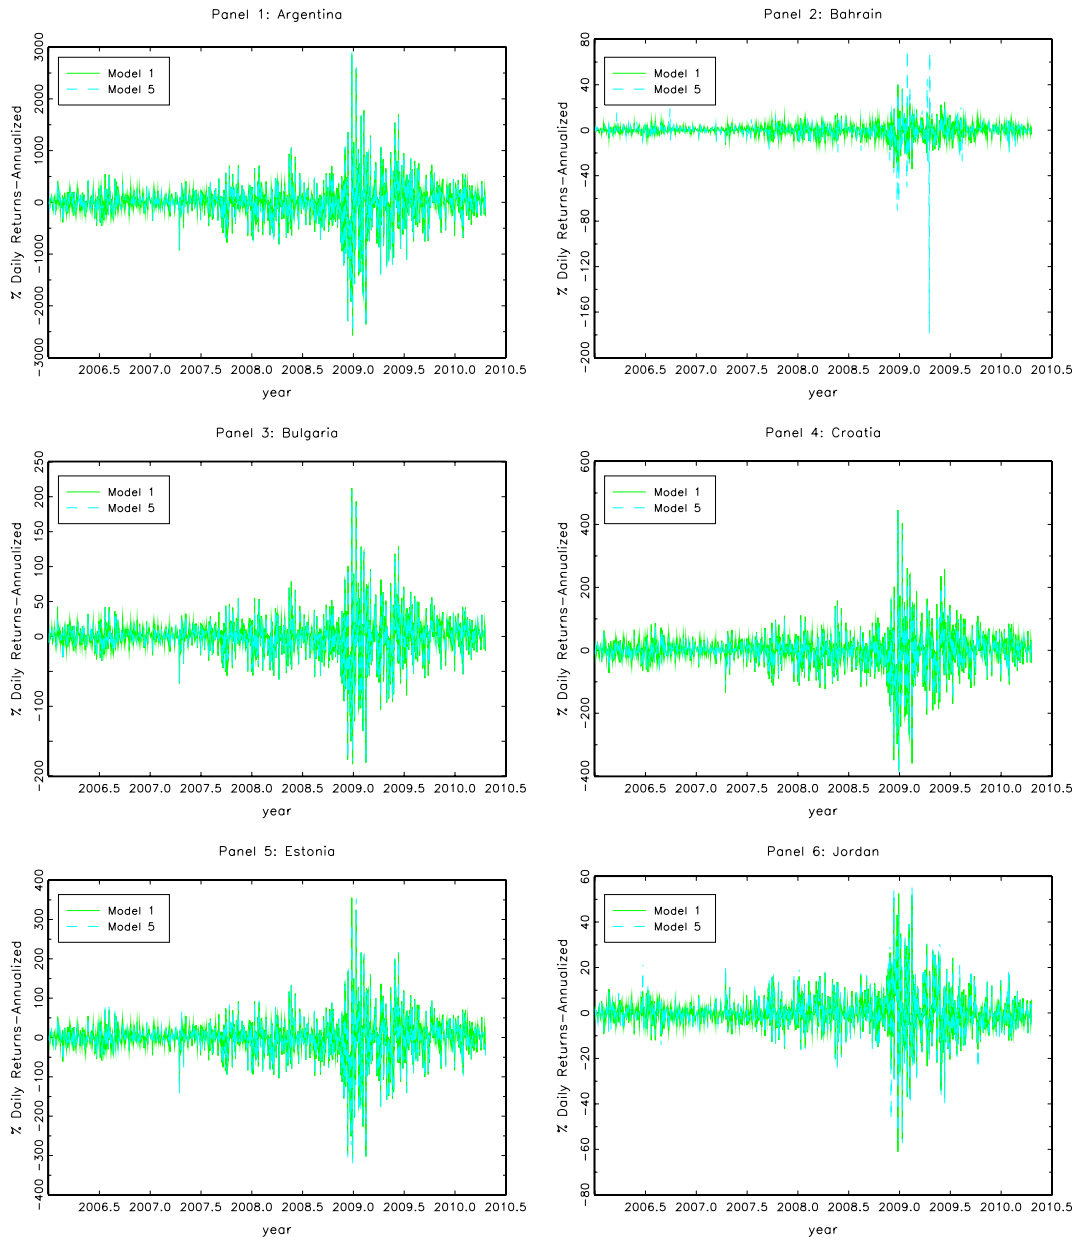 Panel 1: Argentina
% Daily Returns-Annualized
3000
2000
1000
0
-1000
-2000
-3000
Model 1
Model 5
2006.5 2007.0 2007.5 2008.0 2008.5 2009.0 2009.5 2010.0 2010.5
year
Panel 2: Bahrain
% Daily Returns-Annualized
80
40
0
-40
-80
-120
-160
-200
Model 1
Model 5
2006.5 2007.0 2007.5 2008.0 2008.5 2009.0 2009.5 2010.0 2010.5
year
Panel 3: Bulgaria
% Daily Returns-Annualized
250
200
150
100
50
0
-100
-200
Model 1
Model 5
2006.5 2007.0 2007.5 2008.0 2008.5 2009.0 2009.5 2010.0 2010.5
year
Panel 4: Croatia
% Daily Returns-Annualized
600
400
200
0
-200
-400
Model 1
Model 5
2006.5 2007.0 2007.5 2008.0 2008.5 2009.0 2009.5 2010.0 2010.5
year
Panel 5: Estonia
% Daily Returns-Annualized
400
300
200
100
0
-100
-200
-300
-400
Model 1
Model 5
2006.5 2007.0 2007.5 2008.0 2008.5 2009.0 2009.5 2010.0 2010.5
year
Panel 6: Jordan
% Daily Returns-Annualized
60
40
20
0
-20
-40
-60
-80
Model 1
Model 5
2006.5 2007.0 2007.5 2008.0 2008.5 2009.0 2009.5 2010.0 2010.5
year